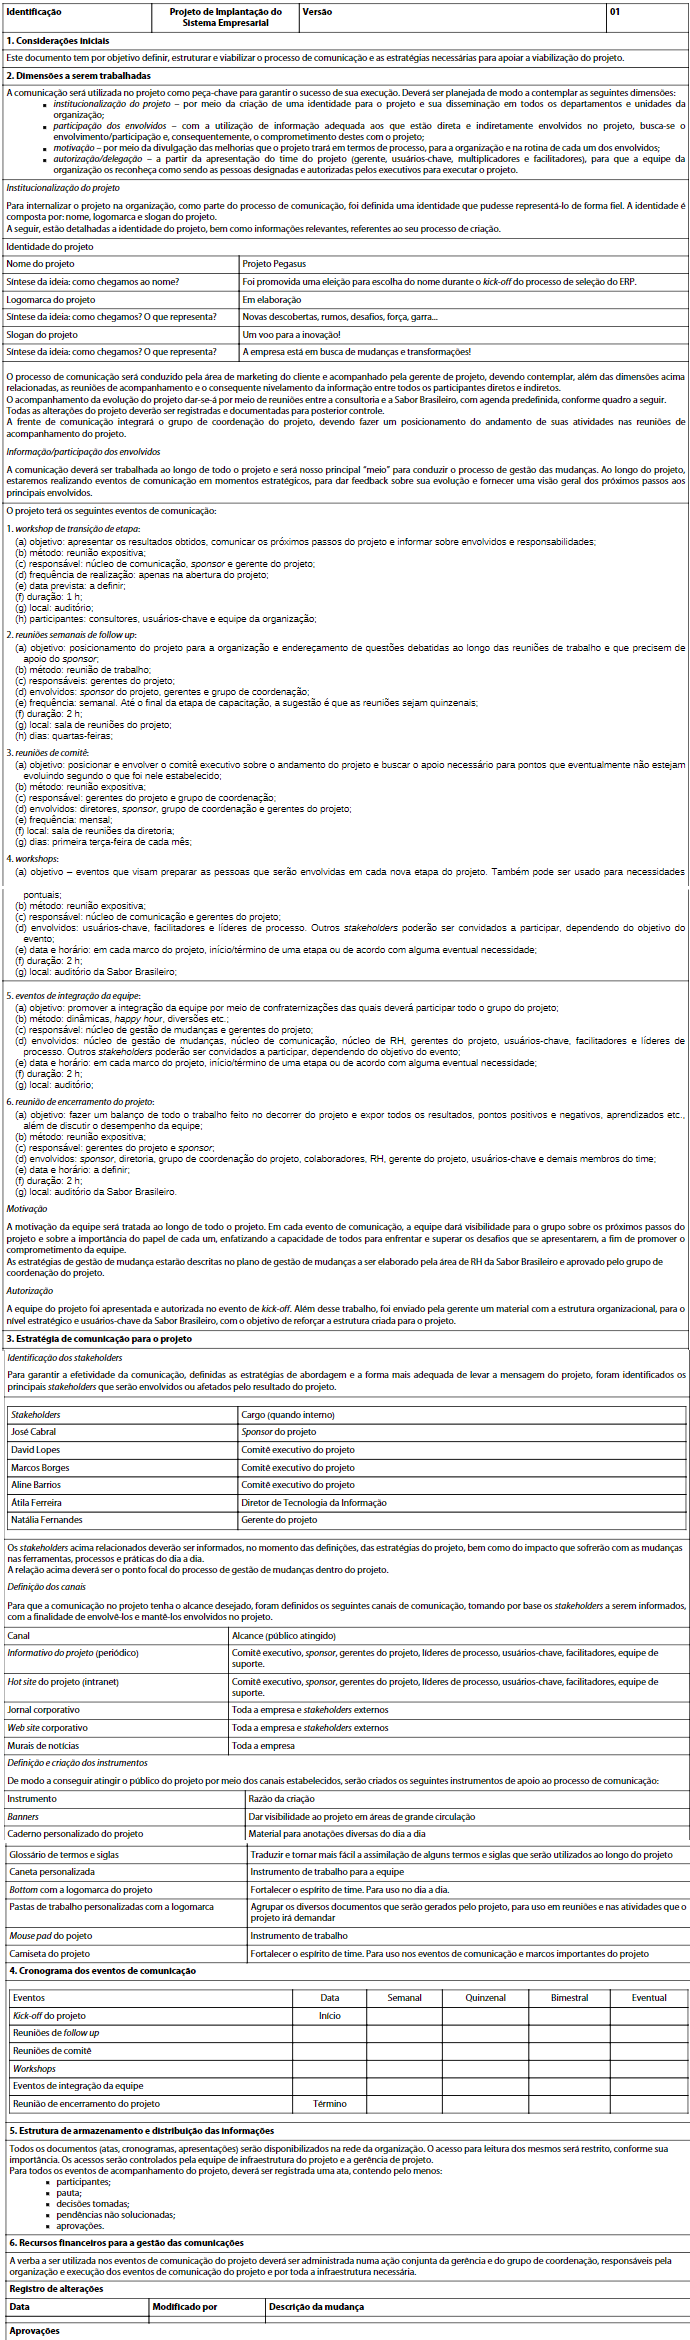 Identificação
Projeto de Implantação do
Sistema Empresarial
Versão
01
1. Considerações iniciais
Este documento tem por objetivo definir, estruturar e viabilizar o processo de comunicação e as estratégias necessárias para apoiar a viabilização do projeto.
2. Dimensões a serem trabalhadas
A comunicação será utilizada no projeto como peça-chave para garantir o sucesso de sua execução. Deverá ser planejada de modo a contemplar as seguintes dimensões:
▪ institucionalização do projeto – por meio da criação de uma identidade para o projeto e sua disseminação em todos os departamentos e unidades da
organização;
▪ participação dos envolvidos – com a utilização de informação adequada aos que estão direta e indiretamente envolvidos no projeto, busca-se o
envolvimento/participação e, consequentemente, o comprometimento destes com o projeto;
▪ motivação – por meio da divulgação das melhorias que o projeto trará em termos de processo, para a organização e na rotina de cada um dos envolvidos;
▪ autorização/delegação – a partir da apresentação do time do projeto (gerente, usuários-chave, multiplicadores e facilitadores), para que a equipe da
organização os reconheça como sendo as pessoas designadas e autorizadas pelos executivos para executar o projeto.
Institucionalização do projeto
Para internalizar o projeto na organização, como parte do processo de comunicação, foi definida uma identidade que pudesse representá-lo de forma fiel. A identidade é
composta por: nome, logomarca e slogan do projeto.
A seguir, estão detalhadas a identidade do projeto, bem como informações relevantes, referentes ao seu processo de criação.
Identidade do projeto
Nome do projeto
Projeto Pegasus
Síntese da ideia: como chegamos ao nome?
Foi promovida uma eleição para escolha do nome durante o kick-off do processo de seleção do ERP.
Logomarca do projeto
Em elaboração
Síntese da ideia: como chegamos? O que representa?
Novas descobertas, rumos, desafios, força, garra...
Slogan do projeto
Um voo para a inovação!
Síntese da ideia: como chegamos? O que representa?
A empresa está em busca de mudanças e transformações!
O processo de comunicação será conduzido pela área de marketing do cliente e acompanhado pela gerente de projeto, devendo contemplar, além das dimensões acima
relacionadas, as reuniões de acompanhamento e o consequente nivelamento da informação entre todos os participantes diretos e indiretos.
O acompanhamento da evolução do projeto dar-se-á por meio de reuniões entre a consultoria e a Sabor Brasileiro, com agenda predefinida, conforme quadro a seguir.
Todas as alterações do projeto deverão ser registradas e documentadas para posterior controle.
A frente de comunicação integrará o grupo de coordenação do projeto, devendo fazer um posicionamento do andamento de suas atividades nas reuniões de
acompanhamento do projeto.
Informação/participação dos envolvidos
A comunicação deverá ser trabalhada ao longo de todo o projeto e será nosso principal "meio" para conduzir o processo de gestão das mudanças. Ao longo do projeto,
estaremos realizando eventos de comunicação em momentos estratégicos, para dar feedback sobre sua evolução e fornecer uma visão geral dos próximos passos aos
principais envolvidos.
O projeto terá os seguintes eventos de comunicação:
1. workshop de transição de etapa:
(a) objetivo: apresentar os resultados obtidos, comunicar os próximos passos do projeto e informar sobre envolvidos e responsabilidades;
(b) método: reunião expositiva;
(c) responsável: núcleo de comunicação, sponsor e gerente do projeto;
(d) frequência de realização: apenas na abertura do projeto;
(e) data prevista: a definir;
(f) duração: 1 h;
(g) local: auditório;
(h) participantes: consultores, usuários-chave e equipe da organização;
2. reuniões semanais de follow up:
(a) objetivo: posicionamento do projeto para a organização e endereçamento de questões debatidas ao longo das reuniões de trabalho e que precisem de
apoio do sponsor;
(b) método: reunião de trabalho;
(c) responsáveis: gerentes do projeto;
(d) envolvidos: sponsor do projeto, gerentes e grupo de coordenação;
(e) frequência: semanal. Até o final da etapa de capacitação, a sugestão é que as reuniões sejam quinzenais;
(f) duração: 2 h;
(g) local: sala de reuniões do projeto;
(h) dias: quartas-feiras;
3. reuniões de comitê:
(a) objetivo: posicionar e envolver o comitê executivo sobre o andamento do projeto e buscar o apoio necessário para pontos que eventualmente não estejam
evoluindo segundo o que foi nele estabelecido;
(b) método: reunião expositiva;
(c) responsável: gerentes do projeto e grupo de coordenação;
(d) envolvidos: diretores, sponsor, grupo de coordenação e gerentes do projeto;
(e) frequência: mensal;
(f) local: sala de reuniões da diretoria;
(g) dias: primeira terça-feira de cada mês;
4. workshops:
(a) objetivo – eventos que visam preparar as pessoas que serão envolvidas em cada nova etapa do projeto. Também pode ser usado para necessidades
pontuais;
(b) método: reunião expositiva;
(c) responsável: núcleo de comunicação e gerentes do projeto;
(d) envolvidos: usuários-chave, facilitadores e líderes de processo. Outros stakeholders poderão ser convidados a participar, dependendo do objetivo do
evento;
(e) data e horário: em cada marco do projeto, início/término de uma etapa ou de acordo com alguma eventual necessidade;
(f) duração: 2 h;
(g) local: auditório da Sabor Brasileiro;
5. eventos de integração da equipe:
(a) objetivo: promover a integração da equipe por meio de confraternizações das quais deverá participar todo o grupo do projeto;
(b) método: dinâmicas, happy hour, diversões etc.;
(c) responsável: núcleo de gestão de mudanças e gerentes do projeto;
(d) envolvidos: núcleo de gestão de mudanças, núcleo de comunicação, núcleo de RH, gerentes do projeto, usuários-chave, facilitadores e líderes de
processo. Outros stakeholders poderão ser convidados a participar, dependendo do objetivo do evento;
(e) data e horário: em cada marco do projeto, início/término de uma etapa ou de acordo com alguma eventual necessidade;
(f) duração: 2 h;
(g) local: auditório;
6. reunião de encerramento do projeto:
(a) objetivo: fazer um balanço de todo o trabalho feito no decorrer do projeto e expor todos os resultados, pontos positivos e negativos, aprendizados etc.,
além de discutir o desempenho da equipe;
(b) método: reunião expositiva;
(c) responsável: gerentes do projeto e sponsor;
(d) envolvidos: sponsor, diretoria, grupo de coordenação do projeto, colaboradores, RH, gerente do projeto, usuários-chave e demais membros do time;
(e) data e horário: a definir;
(f) duração: 2 h;
(g) local: auditório da Sabor Brasileiro.
Motivação
A motivação da equipe será tratada ao longo de todo o projeto. Em cada evento de comunicação, a equipe dará visibilidade para o grupo sobre os próximos passos do
projeto e sobre a importância do papel de cada um, enfatizando a capacidade de todos para enfrentar e superar os desafios que se apresentarem, a fim de promover o
comprometimento da equipe.
As estratégias de gestão de mudança estarão descritas no plano de gestão de mudanças a ser elaborado pela área de RH da Sabor Brasileiro e aprovado pelo grupo de
coordenação do projeto.
Autorização
A equipe do projeto foi apresentada e autorizada no evento de kick-off. Além desse trabalho, foi enviado pela gerente um material com a estrutura organizacional, para o
nível estratégico e usuários-chave da Sabor Brasileiro, com o objetivo de reforçar a estrutura criada para o projeto.
3. Estratégia de comunicação para o projeto
Identificação dos stakeholders
Para garantir a efetividade da comunicação, definidas as estratégias de abordagem e a forma mais adequada de levar a mensagem do projeto, foram identificados os
principais stakeholders que serão envolvidos ou afetados pelo resultado do projeto.
Stakeholders
Cargo (quando interno)
José Cabral
Sponsor do projeto
David Lopes
Comitê executivo do projeto
Marcos Borges
Comitê executivo do projeto
Aline Barrios
Comitê executivo do projeto
Átila Ferreira
Diretor de Tecnologia da Informação
Natália Fernandes
Gerente do projeto
Os stakeholders acima relacionados deverão ser informados, no momento das definições, das estratégias do projeto, bem como do impacto que sofrerão com as mudanças
nas ferramentas, processos e práticas do dia a dia.
A relação acima deverá ser o ponto focal do processo de gestão de mudanças dentro do projeto.
Definição dos canais
Para que a comunicação no projeto tenha o alcance desejado, foram definidos os seguintes canais de comunicação, tomando por base os stakeholders a serem informados,
com a finalidade de envolvê-los e mantê-los envolvidos no projeto.
Canal
Alcance (público atingido)
Informativo do projeto (periódico)
Comitê executivo, sponsor, gerentes do projeto, líderes de processo, usuários-chave, facilitadores, equipe de
suporte.
Hot site do projeto (intranet)
Comitê executivo, sponsor, gerentes do projeto, líderes de processo, usuários-chave, facilitadores, equipe de
suporte.
Jornal corporativo
Toda a empresa e stakeholders externos
Web site corporativo
Toda a empresa e stakeholders externos
Murais de notícias
Toda a empresa
Definição e criação dos instrumentos
De modo a conseguir atingir o público do projeto por meio dos canais estabelecidos, serão criados os seguintes instrumentos de apoio ao processo de comunicação:
Instrumento
Razão da criação
Banners
Dar visibilidade ao projeto em áreas de grande circulação
Caderno personalizado do projeto
Material para anotações diversas do dia a dia
Glossário de termos e siglas
Traduzir e tornar mais fácil a assimilação de alguns termos e siglas que serão utilizados ao longo do projeto
Caneta personalizada
Instrumento de trabalho para a equipe
Bottom com a logomarca do projeto
Fortalecer o espírito de time. Para uso no dia a dia.
Pastas de trabalho personalizadas com a logomarca
Agrupar os diversos documentos que serão gerados pelo projeto, para uso em reuniões e nas atividades que o
projeto irá demandar
Mouse pad do pojeto
Instrumento de trabalho
Camiseta do projeto
Fortalecer o espírito de time. Para uso nos eventos de comunicação e marcos importantes do projeto
4. Cronograma dos eventos de comunicação
Eventos
Data
Semanal
Quinzenal
Bimestral
Eventual
Kick-off do projeto
Início
Reuniões de follow up
Reuniões de comitê
Workshops
Eventos de integração da equipe
Reunião de encerramento do projeto
Término
5. Estrutura de armazenamento e distribuição das informações
Todos os documentos (atas, cronogramas, apresentações) serão disponibilizados na rede da organização. O acesso para leitura dos mesmos será restrito, conforme sua
importância. Os acessos serão controlados pela equipe de infraestrutura do projeto e a gerência de projeto.
Para todos os eventos de acompanhamento do projeto, deverá ser registrada uma ata, contendo pelo menos:
▪ participantes;
▪ pauta;
▪ decisões tomadas;
▪ pendências não solucionadas;
▪ aprovações.
6. Recursos financeiros para a gestão das comunicações
A verba a ser utilizada nos eventos de comunicação do projeto deverá ser administrada numa ação conjunta da gerência e do grupo de coordenação, responsáveis pela
organização e execução dos eventos de comunicação do projeto e por toda a infraestrutura necessária.
Registro de alterações
Data
Modificado por
Descrição da mudança
Aprovações